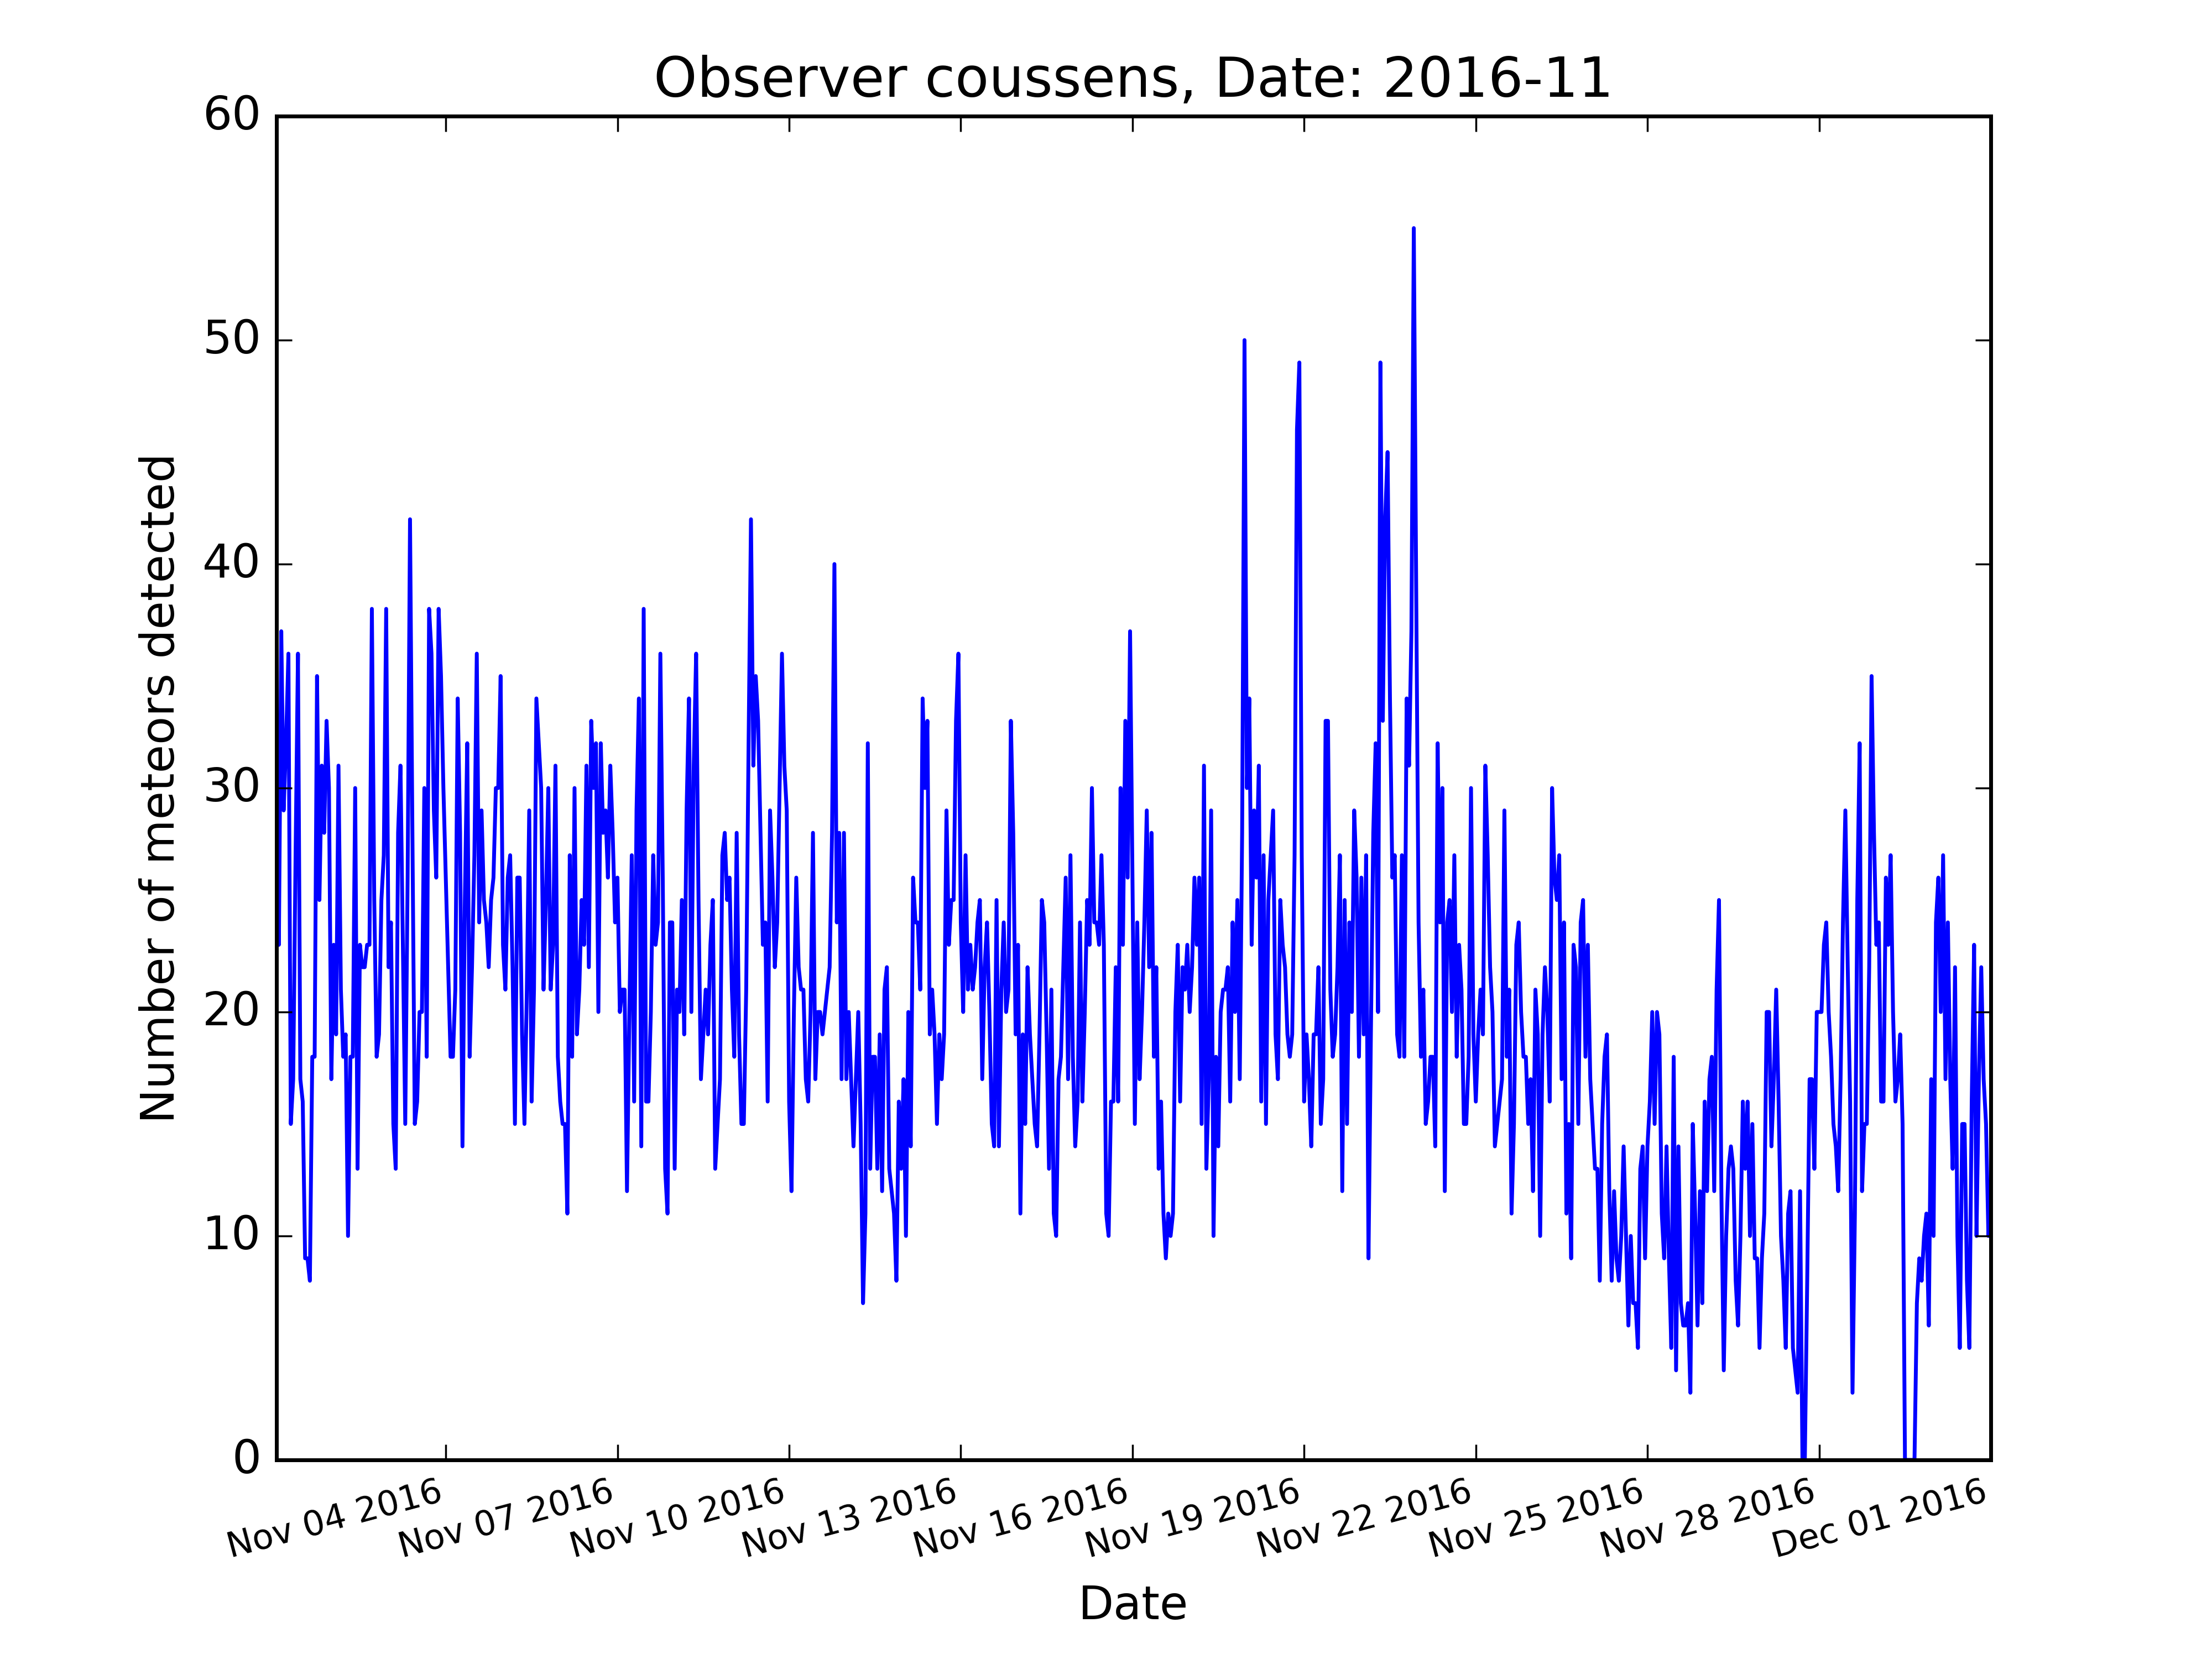 Observer coussens, Date: 2016-11
60
50
40
30
20
10
0
Number of meteors detected
Nov 04 2016
Nov 07 2016
Nov 10 2016
Nov 13 2016
Nov 16 2016
Nov 19 2016
Nov 22 2016
Nov 25 2016
Nov 28 2016
Dec 01 2016
Date